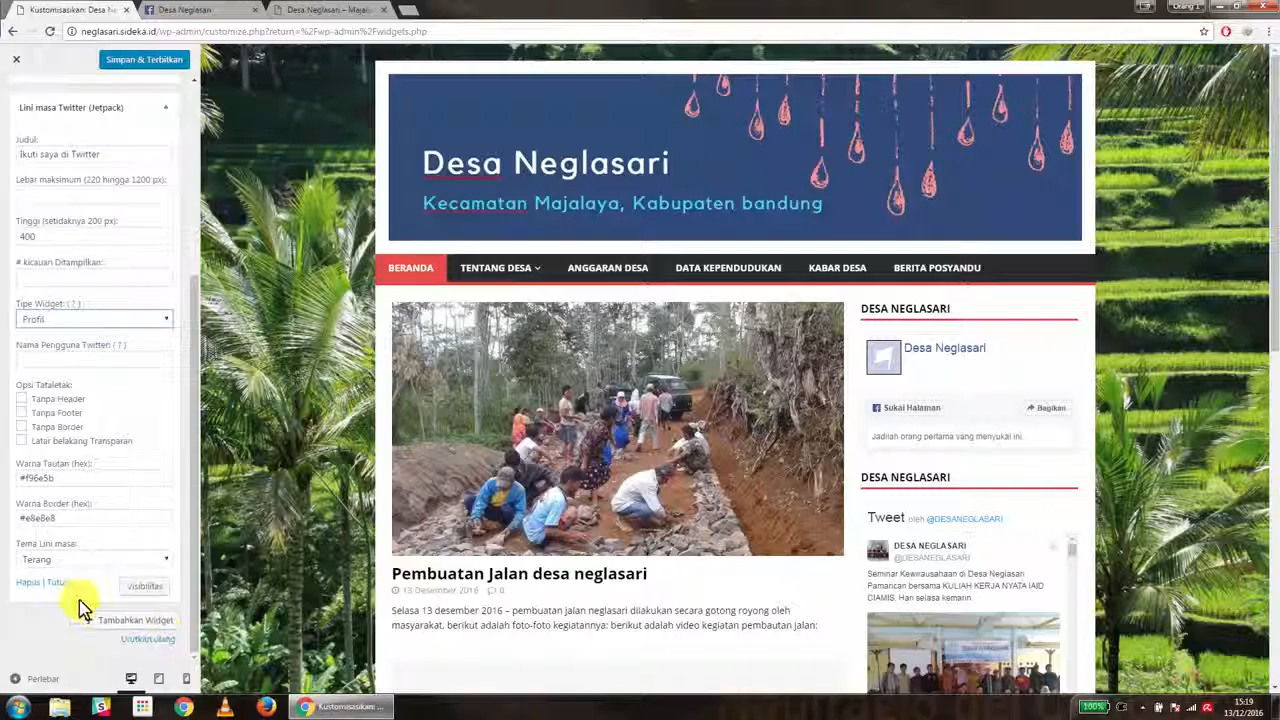 Kustomisasikan: Desa N
Desa Neglasari
Desa Neglasari – Majal
Orang 1
neglasari.sideka.id/wp-admin/customize.php?return=%2Fwp-admin%2Fwidgets.php
Simpan & Terbitkan
Lini masa Twitter (Jetpack)
Judul:
Ikuti saya di Twitter
Lebar maksimum (220 hingga 1200 px):
Tinggi (setidaknya 200 px):
400
# kicauan Ditampilkan:
Tipe Widget: ( ? )
Profil
Nama Pengguna Twitter: ( ? )
Opsi Tataletak:
Tanpa Header
Tanpa Footer
Tanpa Border
Latar belakang Transparan
Warna Tautan (hex):
#f96e5b
Warna Border (hex):
#e8e8e8
Tema Lini masa:
Terang
Hapus | Tutup
Visibilitas
Tambahkan Widget
Urutkan ulang
Perlebar
Desa Neglasari
Kecamatan Majalaya, Kabupaten bandung
BERANDA
TENTANG DESA
ANGGARAN DESA
DATA KEPENDUDUKAN
KABAR DESA
BERITA POSYANDU
Pembuatan Jalan desa neglasari
13 Desember 2016
0
Selasa 13 desember 2016 – pembuatan jalan neglasari dilakukan secara gotong royong oleh
masyarakat, berikut adalah foto-foto kegiatannya: berikut adalah video kegiatan pembautan jalan:
DESA NEGLASARI
Desa Neglasari
Sukai Halaman
Bagikan
Jadilah orang pertama yang menyukai ini.
DESA NEGLASARI
Tweet oleh @DESANEGLASARI
DESA NEGLASARI
@DESANEGLASARI
Seminar Kewirausahaan di Desa Neglasari
Pamarican bersama KULIAH KERJA NYATA IAID
CIAMIS. Hari selasa kemarin
Kustomisasikan: ...
100%
15:19
13/12/2016